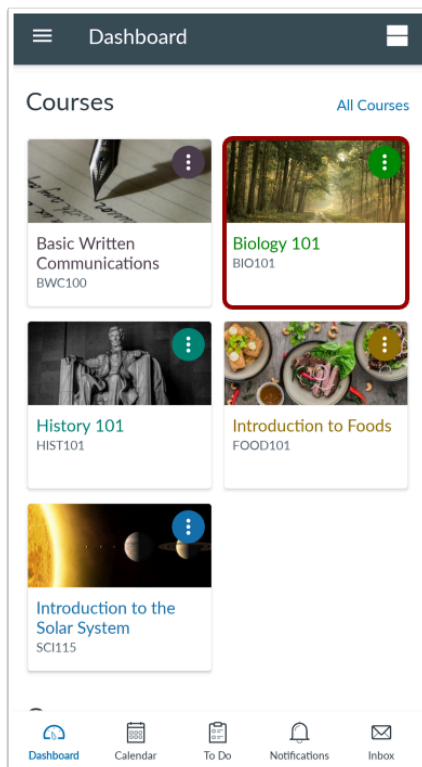 Dashboard
Courses
All Courses
Basic Written
Communications
BWC100
Biology 101
BIO101
History 101
HIST101
Introduction to Foods
FOOD101
Introduction to the
Solar System
SCI115
Dashboard
Calendar
To Do
Notifications
Inbox